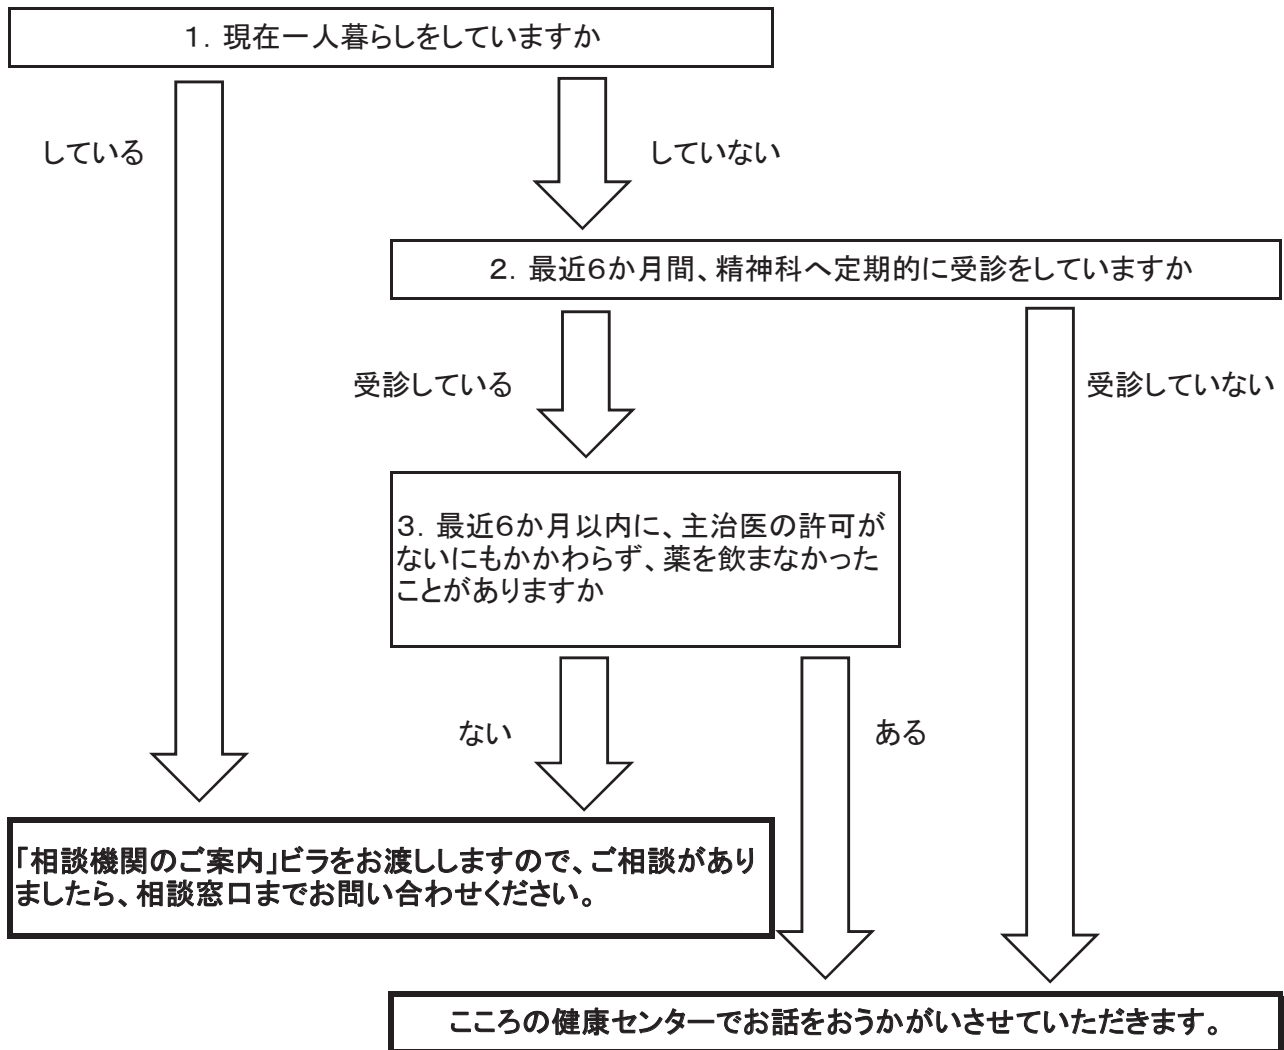 １．現在一人暮らしをしていますか
している
していない
２．最近６か月間、精神科へ定期的に受診をしていますか
受診している
受診していない
３．最近６か月以内に、主治医の許可が
ないにもかかわらず、薬を飲まなかった
ことがありますか
ない
ある
「相談機関のご案内」ビラをお渡ししますので、ご相談があり
ましたら、相談窓口までお問い合わせください。
こころの健康センターでお話をおうかがいさせていただきます。